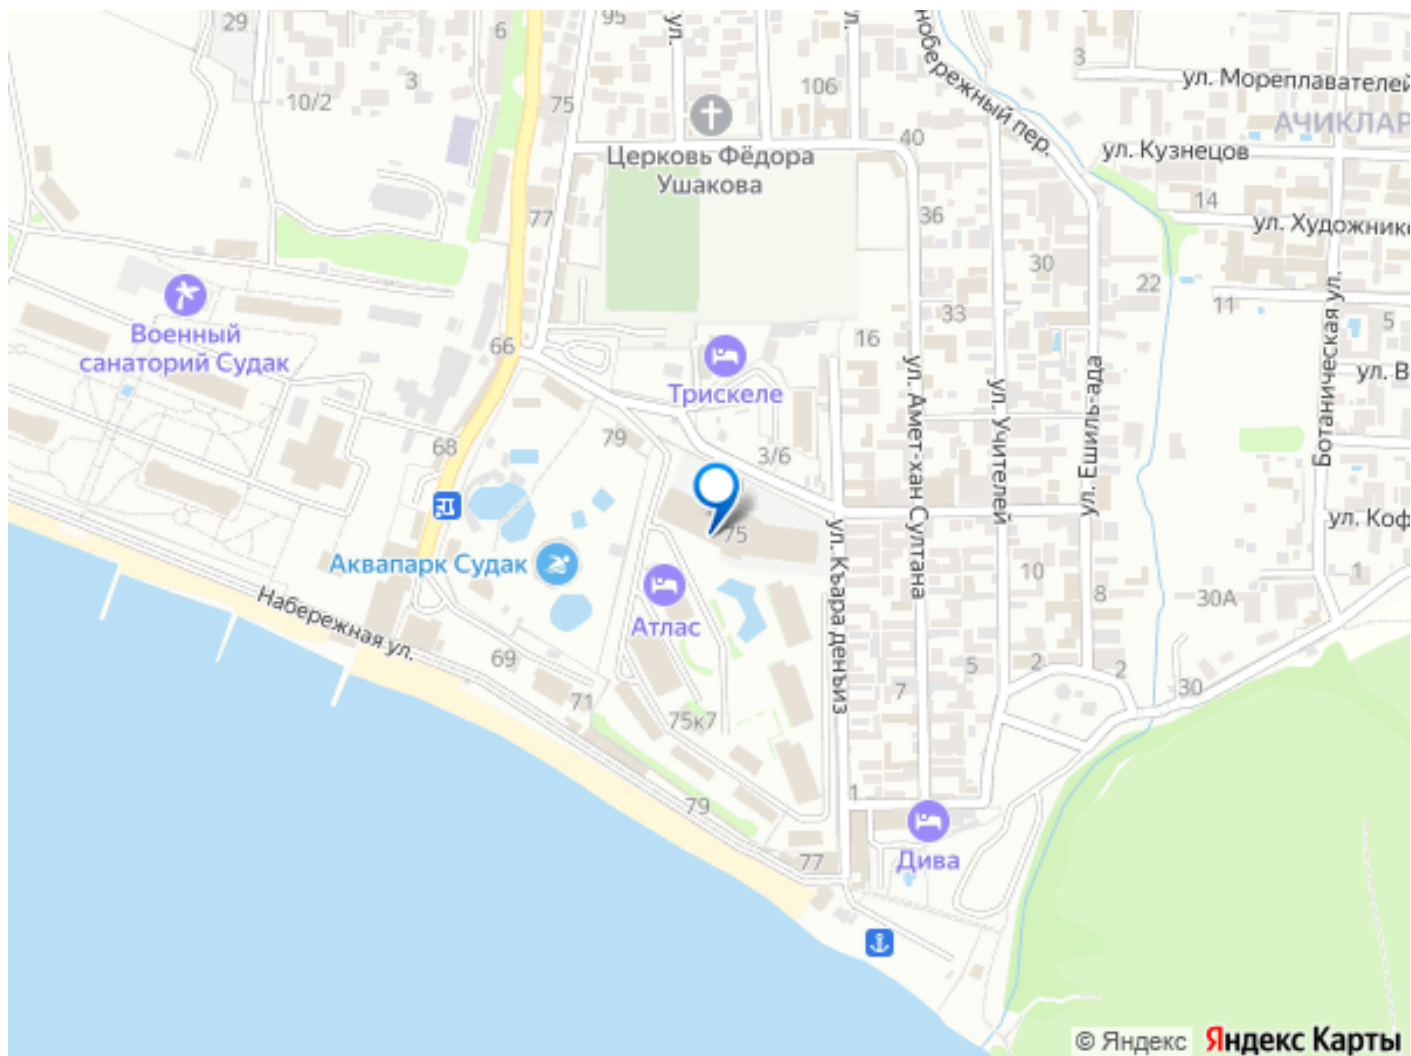 29
6
95
ул.
ул.
3
10/2
75
106
нобережный пер.
3
ул. Мореплавателей
АЧИКЛАР
40
ул. Кузнецов
Церковь Фёдора
Ушакова
77
36
14
ул. Художнико
30
22
11
5
Ботаническая ул.
Военный
санаторий Судак
33
16
66
Трискеле
ул. В
ул. Амет-хан Султана
ул. Учителей
ул. Ешиль-ада
68
79
3/6
75
ул. Коф
Аквапарк Судак
ул. Къара денъиз
10
8
30А
1
Набережная ул.
Атлас
69
71
75к7
5
7
2
2
30
79
1
77
Дива
© Яндекс
Яндекс Карты